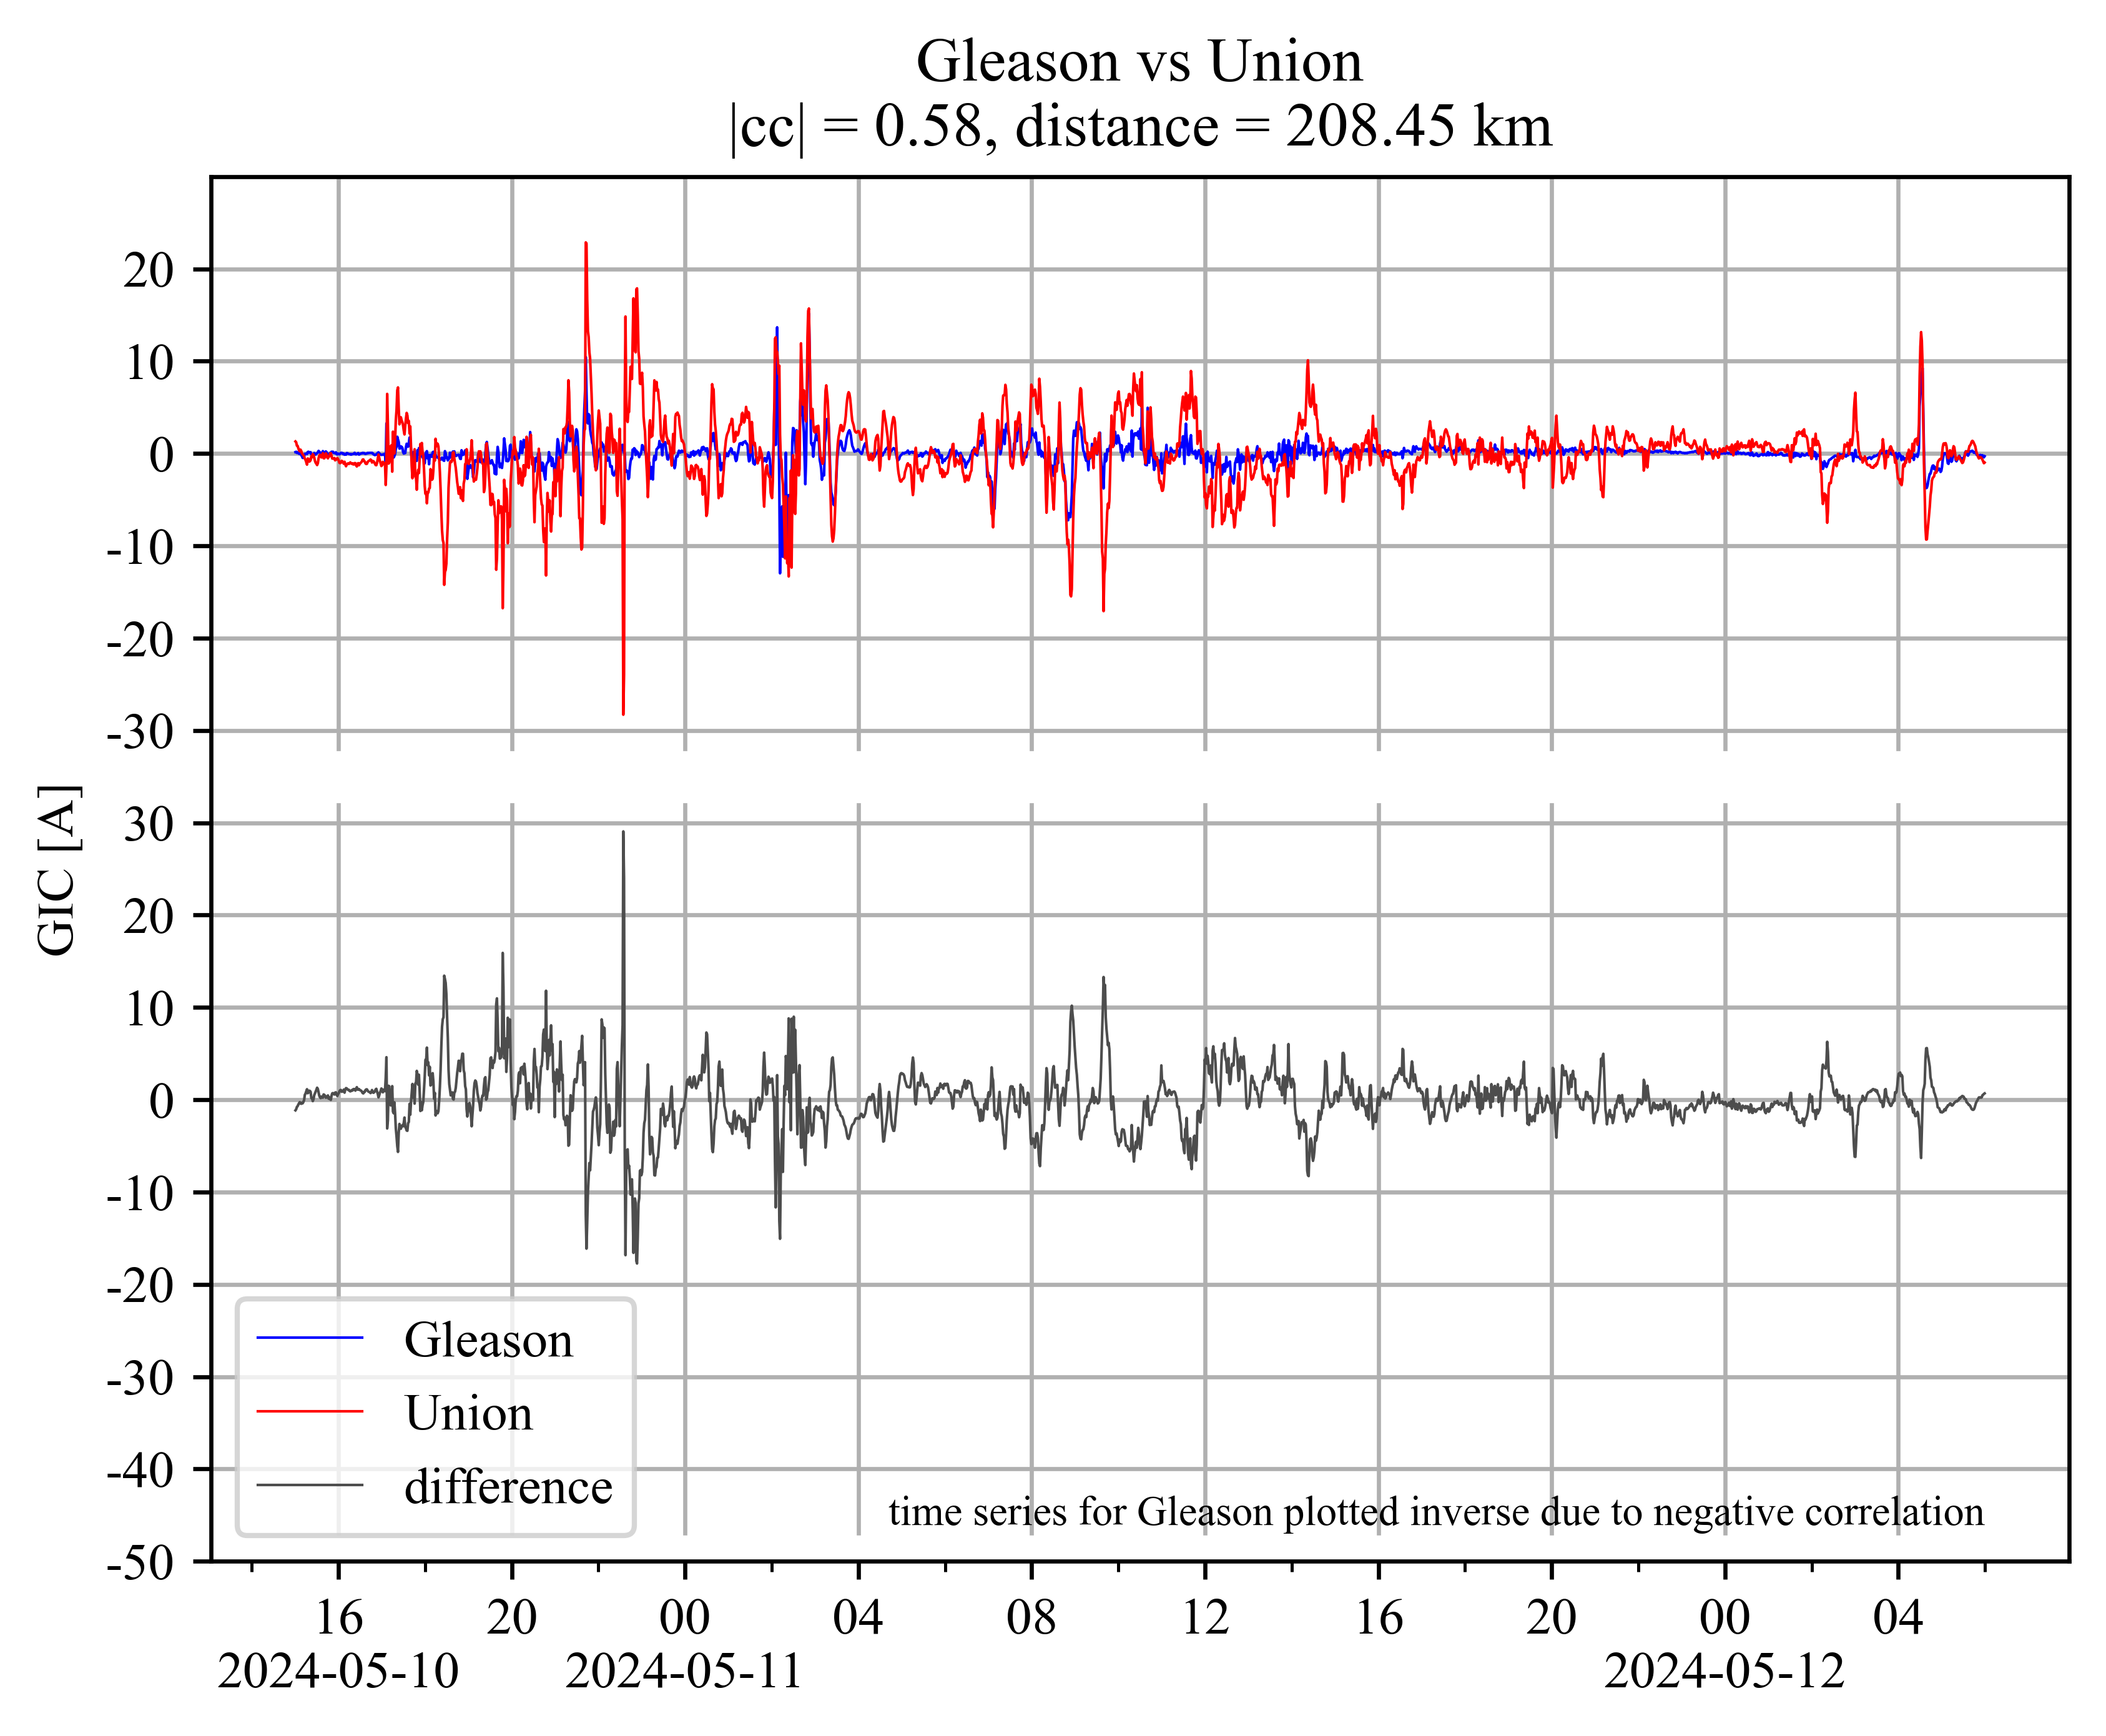 Gleason vs Union
|cc| = 0.58, distance = 208.45 km
20
10
0
-10
-20
-30
30
20
10
0
-10
-20
-30
-40
-50
GIC [A]
Gleason
Union
difference
time series for Gleason plotted inverse due to negative correlation
16 20 00 04 08 12 16 20 00 04
2024-05-10 2024-05-11 2024-05-12